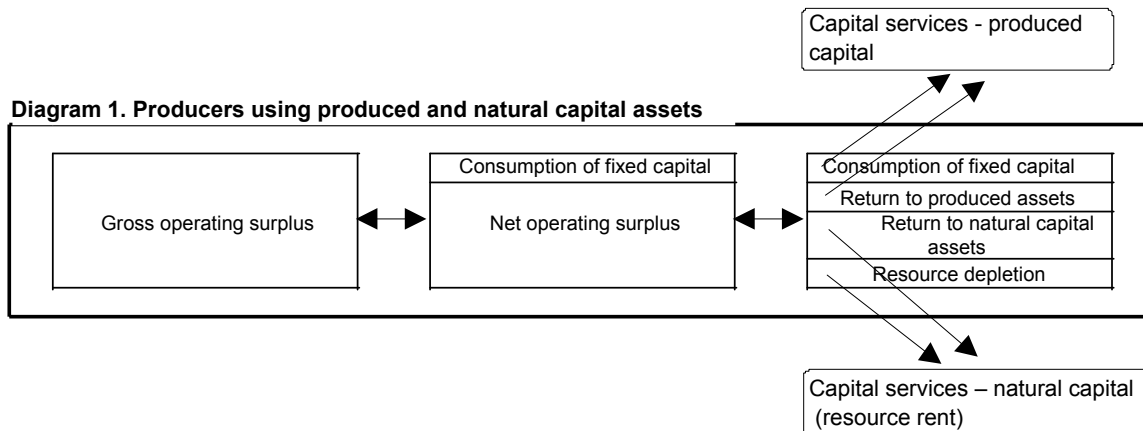 Capital services - produced
capital
Diagram 1. Producers using produced and natural capital assets
Gross operating surplus
Consumption of fixed capital
Net operating surplus
Consumption of fixed capital
Return to produced assets
Return to natural capital
assets
Resource depletion
Capital services – natural capital
(resource rent)